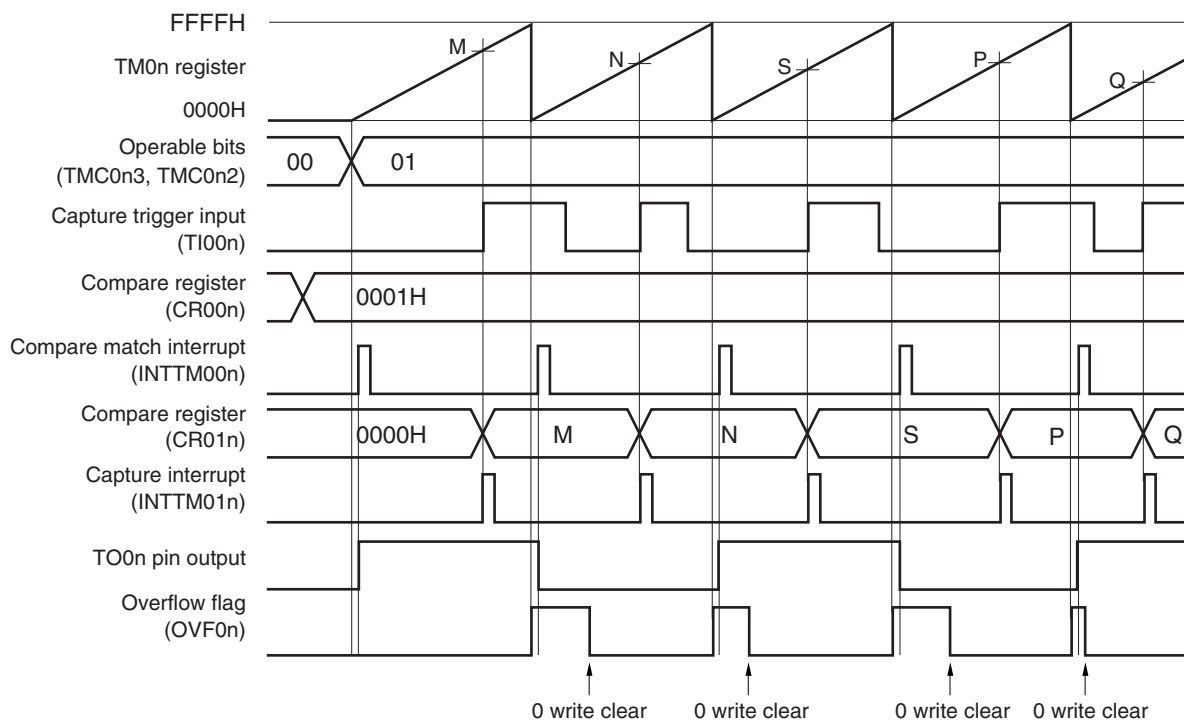 FFFFH
TM0n register
0000H
M
N
S
P
Q
Operable bits
(TMC0n3, TMC0n2)
00
01
Capture trigger input
(TI00n)
Compare register
(CR00n)
0001H
Compare match interrupt
(INTTM00n)
Compare register
(CR01n)
0000H
M
N
S
P
Q
Capture interrupt
(INTTM01n)
TO0n pin output
Overflow flag
(OVF0n)
0 write clear
0 write clear
0 write clear
0 write clear